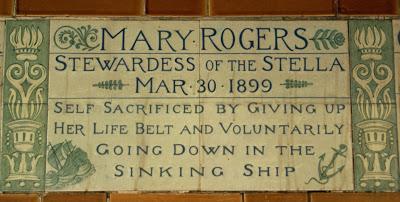 MARY ROGERS
STEWARDESS OF THE STELLA
MAR · 30 · 1899
SELF SACRIFICED BY GIVING UP
HER LIFE BELT AND VOLUNTARILY
GOING DOWN IN THE
SINKING SHIP